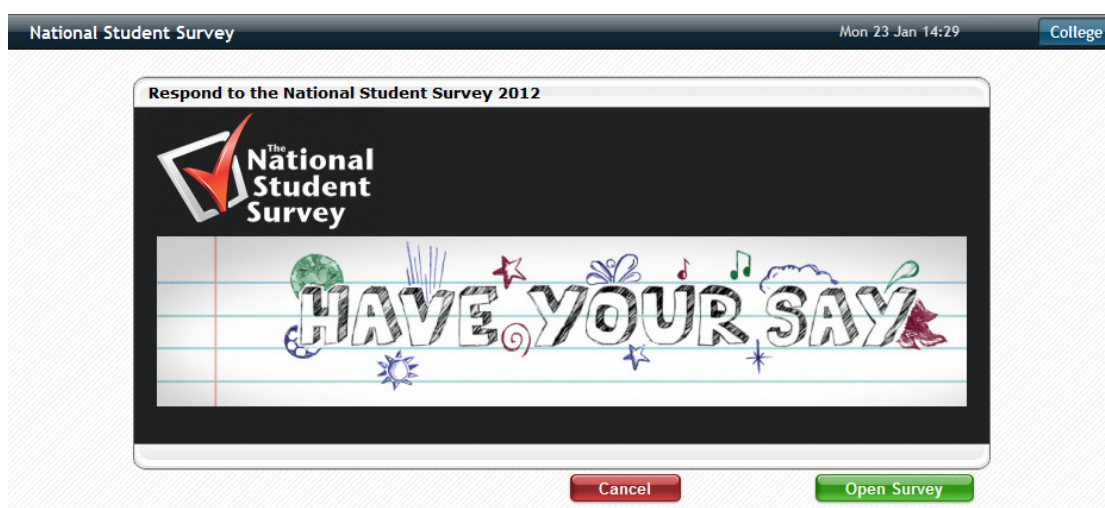 National Student Survey Mon 23 Jan 14:29 College
Respond to the National Student Survey 2012
The
National
Student
Survey
HAVE YOUR SAY
Cancel Open Survey